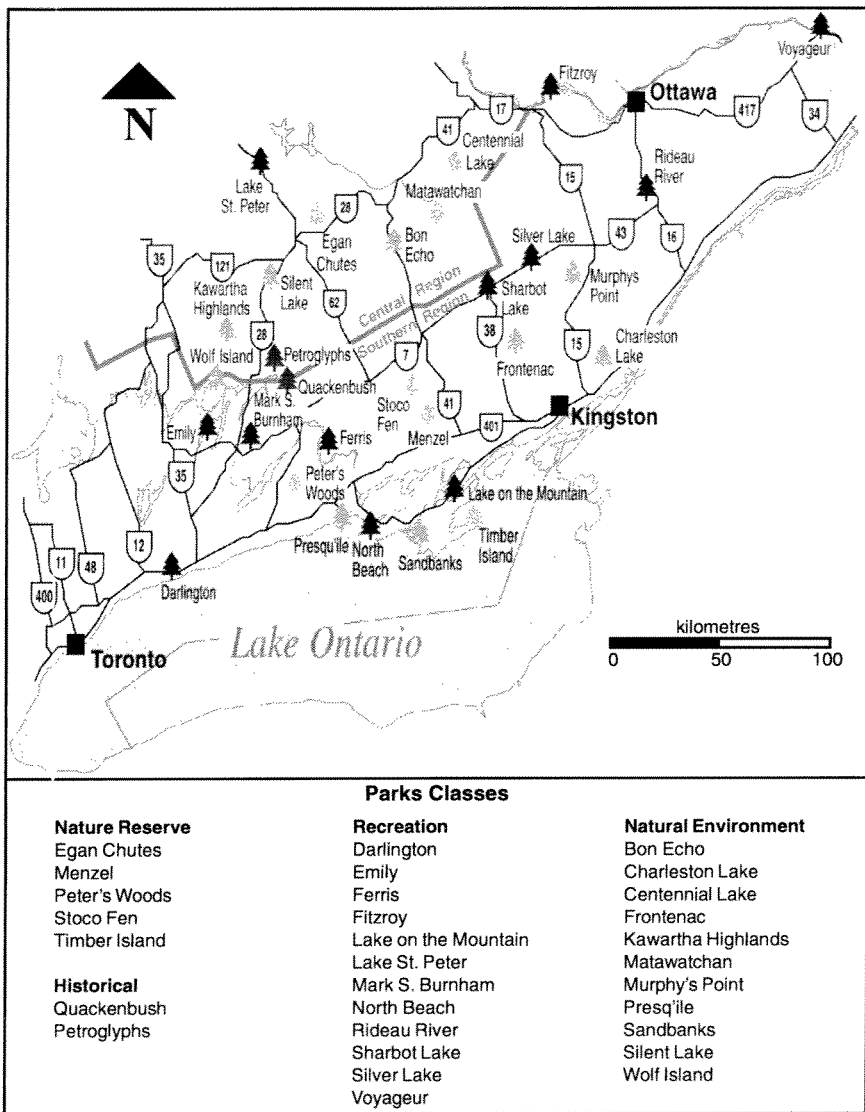 Voyageur
Fitzroy
Ottawa
N
17
417
34
41
Centennial
Lake
Rideau
River
Lake
St. Peter
Matawatchan
15
28
Egan
Chutes
Bon
Echo
Silver Lake
43
16
35
121
Kawartha
Highlands
Silent
Lake
62
Central Region
Southern Region
Sharbot
Lake
Murphys
Point
28
38
Wolf Island
Petroglyphs
7
Frontenac
15
Charleston
Lake
Quackenbush
Mark S.
Burnham
Stoco
Fen
41
Kingston
Emily
Ferris
Menzel
401
35
Peter's
Woods
Lake on the Mountain
Presqu'ile
North
Beach
Sandbanks
Timber
Island
12
11
48
400
Darlington
Toronto
Lake Ontario
kilometres
0 50 100
Parks Classes
Nature Reserve
Egan Chutes
Menzel
Peter's Woods
Stoco Fen
Timber Island
Historical
Quackenbush
Petroglyphs
Recreation
Darlington
Emily
Ferris
Fitzroy
Lake on the Mountain
Lake St. Peter
Mark S. Burnham
North Beach
Rideau River
Sharbot Lake
Silver Lake
Voyageur
Natural Environment
Bon Echo
Charleston Lake
Centennial Lake
Frontenac
Kawartha Highlands
Matawatchan
Murphy's Point
Presq'ile
Sandbanks
Silent Lake
Wolf Island